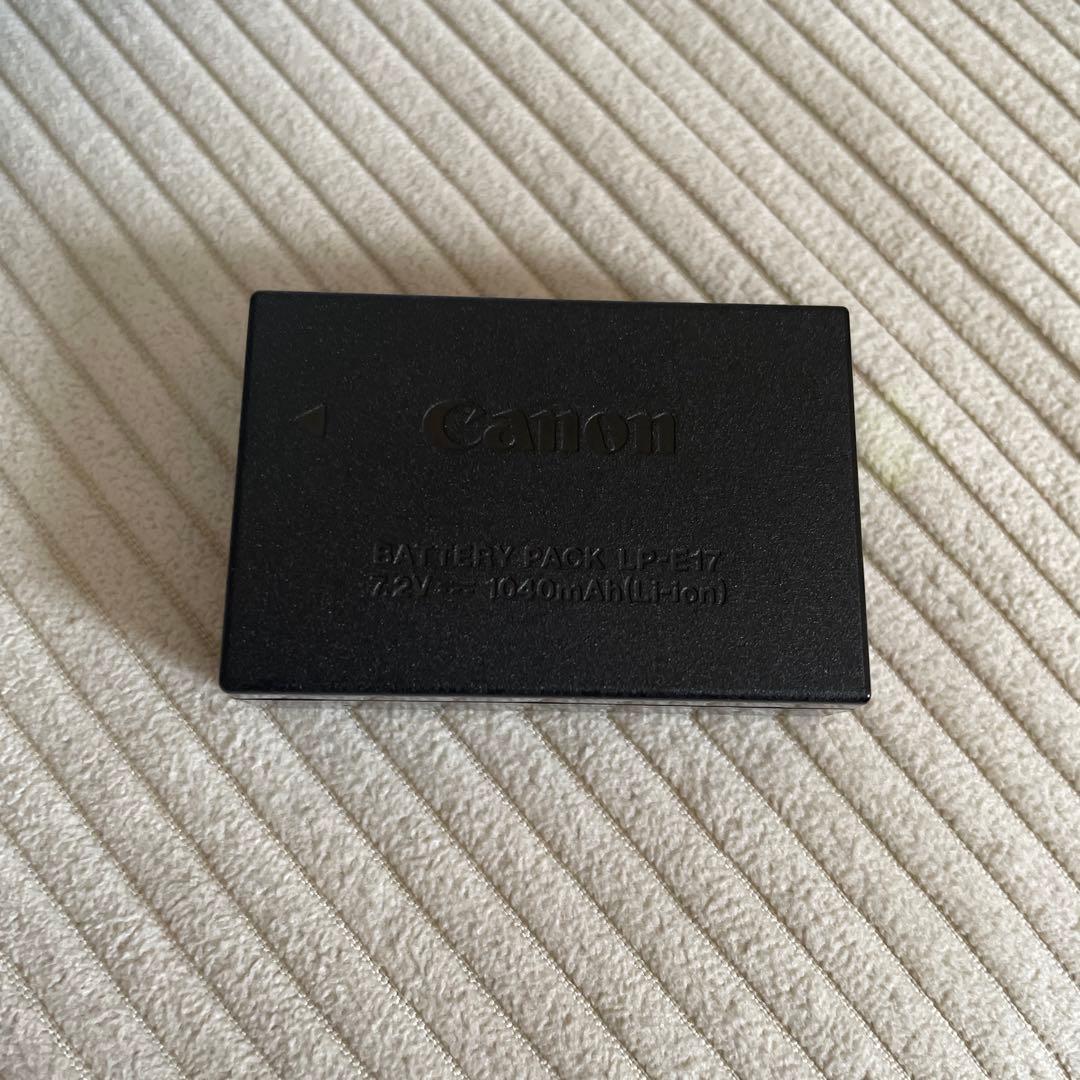 Canon
BATTERY PACK LP-E17
7.2V ⎓ 1040mAh(Li-ion)